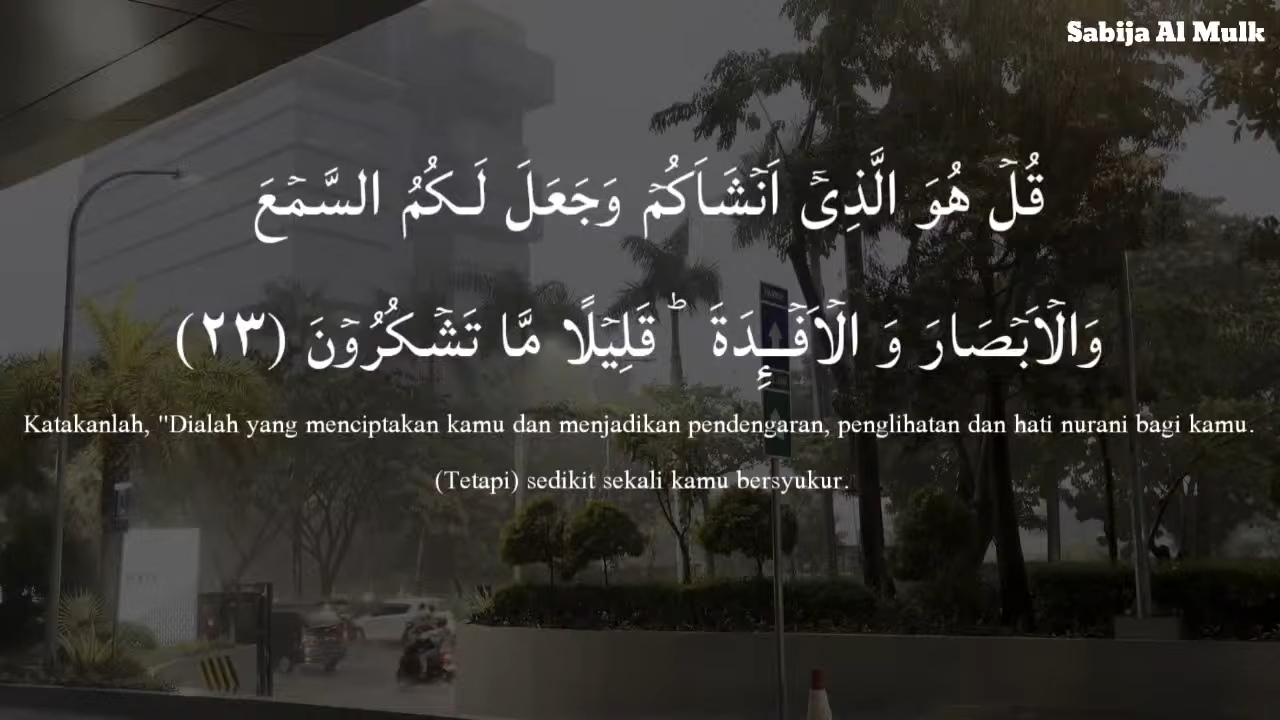 Sabija Al Mulk
قُلۡ هُوَ الَّذِىۡۤ اَنۡشَاَكُمۡ وَجَعَلَ لَـكُمُ السَّمۡعَ
وَالۡاَبۡصَارَ وَ الۡاَفۡـِٕدَةَ ‌ؕ قَلِيۡلًا مَّا تَشۡكُرُوۡنَ (٢٣)
Katakanlah, "Dialah yang menciptakan kamu dan menjadikan pendengaran, penglihatan dan hati nurani bagi kamu.
(Tetapi) sedikit sekali kamu bersyukur.